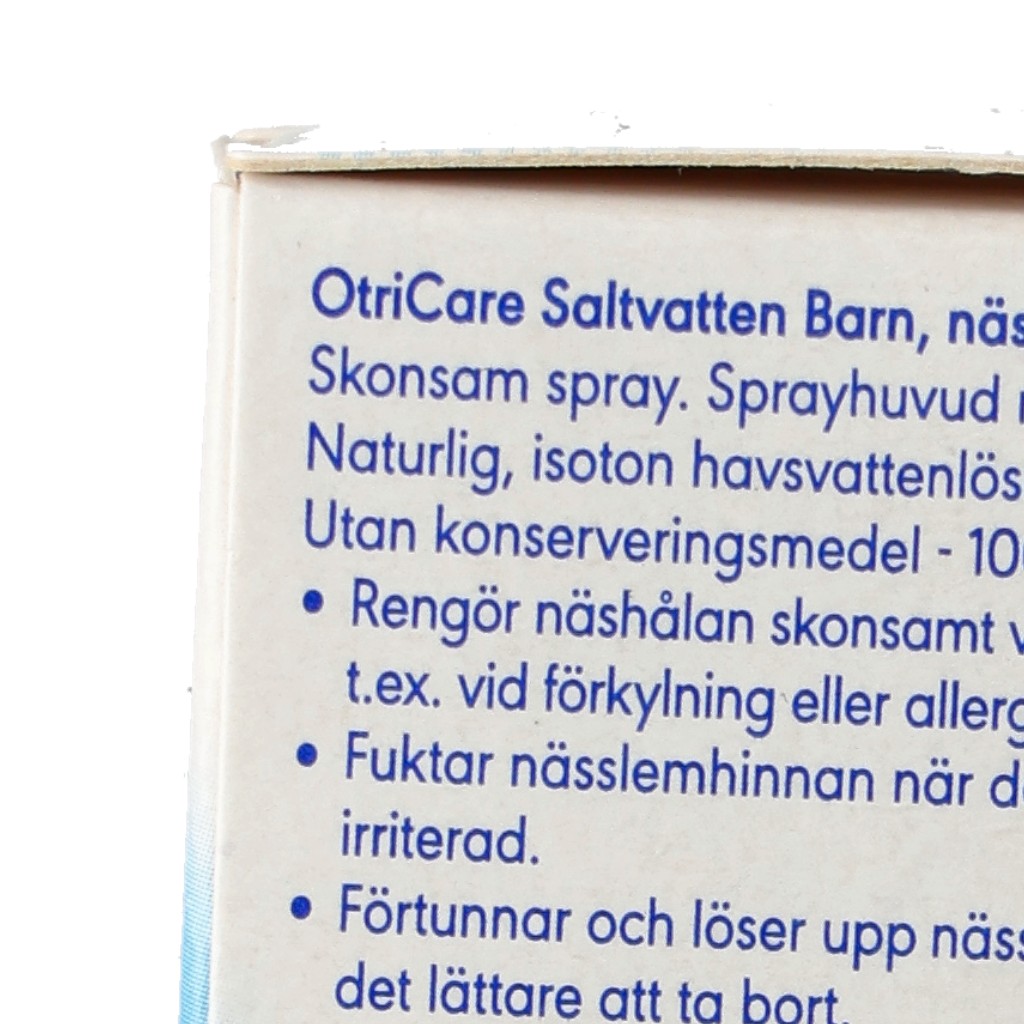 OtriCare Saltvatten Barn,
Skonsam spray. Sprayhuvud
Naturlig, isoton
Utan konserveringsmedel -
• Rengör näshålan skonsamt
t.ex. vid förkylning eller
• Fuktar nässlemhinnan när
irriterad.
• Förtunnar och löser upp
det lättare att ta bort.